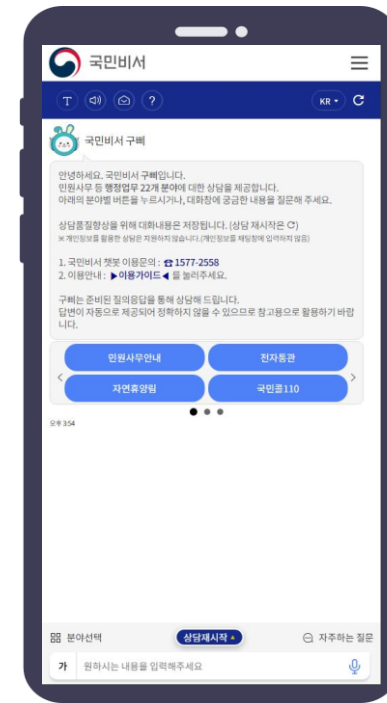 국민비서
T
?
KR
국민비서 구삐
안녕하세요. 국민비서 구삐입니다.
민원사무 등 행정업무 22개 분야에 대한 상담을 제공합니다.
아래의 분야별 버튼을 누르시거나, 대화창에 궁금한 내용을 질문해 주세요.
상담품질향상을 위해 대화내용은 저장됩니다. (상담 재시작은 C)
※ 개인정보를 활용한 상담은 지원하지 않습니다.(개인정보를 채팅창에 입력하지 않음)
1. 국민비서 챗봇 이용문의 : ☎ 1577-2558
2. 이용안내 : ▶이용가이드◀ 를 눌러주세요.
구삐는 준비된 질의응답을 통해 상담해 드립니다.
답변이 자동으로 제공되어 정확하지 않을 수 있으므로 참고용으로 활용하기 바랍
니다.
민원사무안내 전자통관
자연휴양림 국민콜110
오후 3:54
분야선택 상담재시작 자주하는 질문
가 원하시는 내용을 입력해주세요